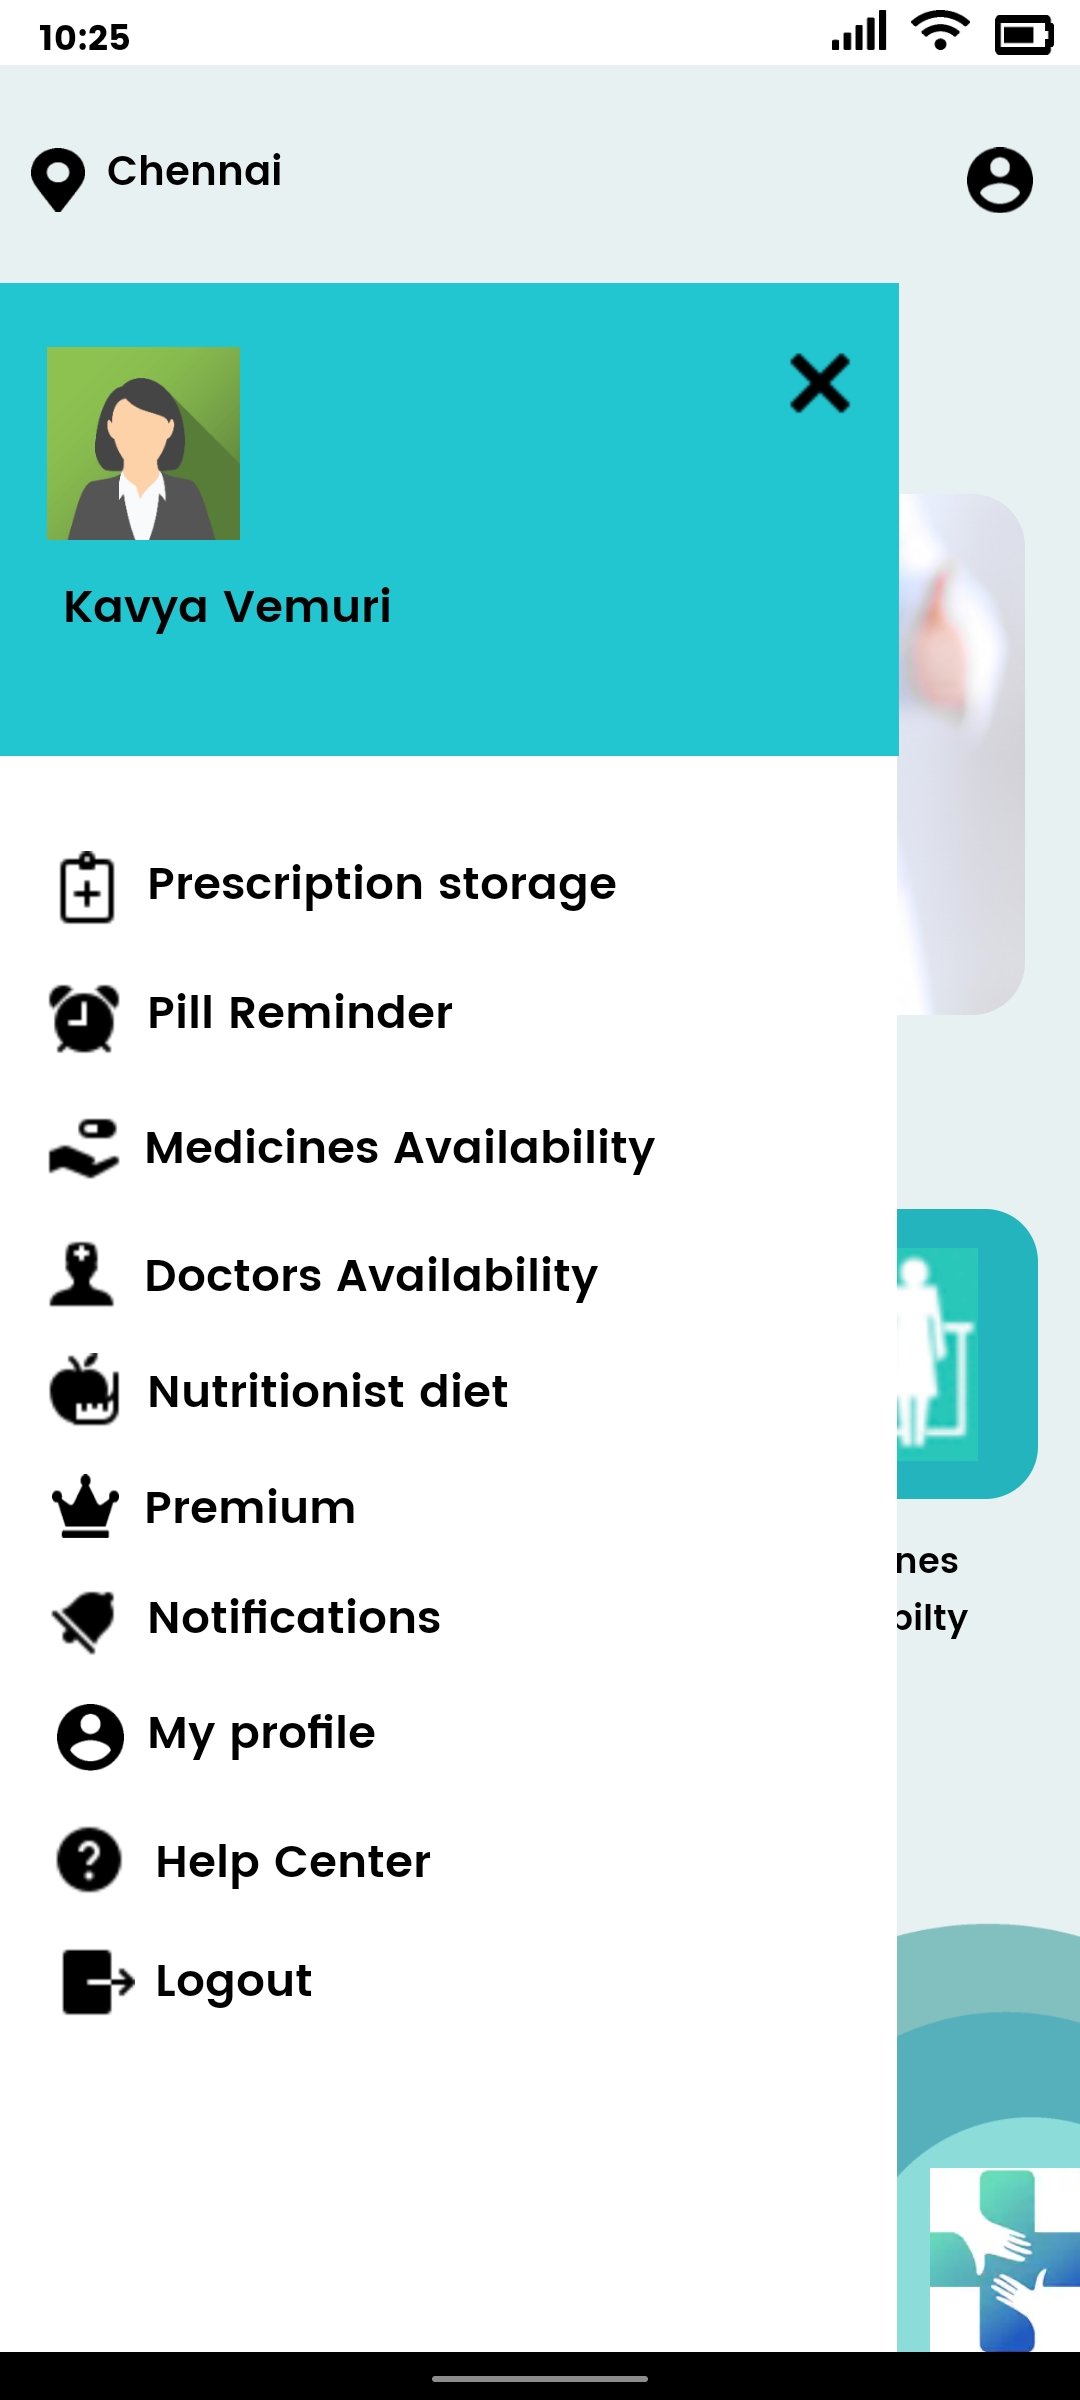 10:25
Chennai
Kavya Vemuri
Prescription storage
Pill Reminder
Medicines Availability
Doctors Availability
Nutritionist diet
Premium
nes
bilty
Notifications
My profile
Help Center
Logout